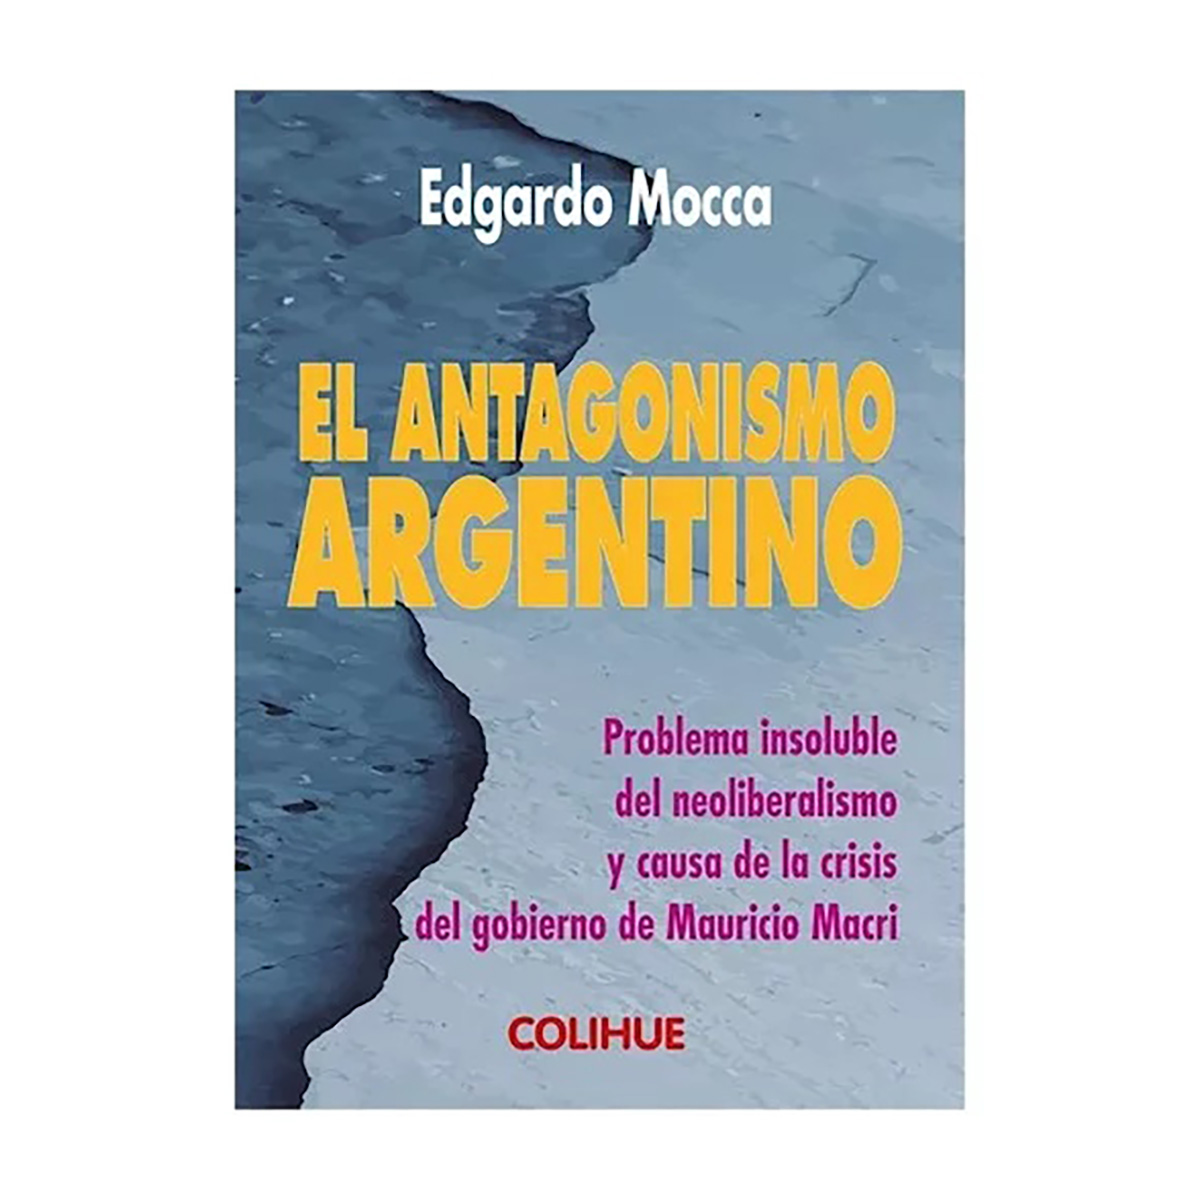 Edgardo Mocca
EL ANTAGONISMO
ARGENTINO
Problema insoluble
del neoliberalismo
y causa de la crisis
del gobierno de Mauricio Macri
COLIHUE